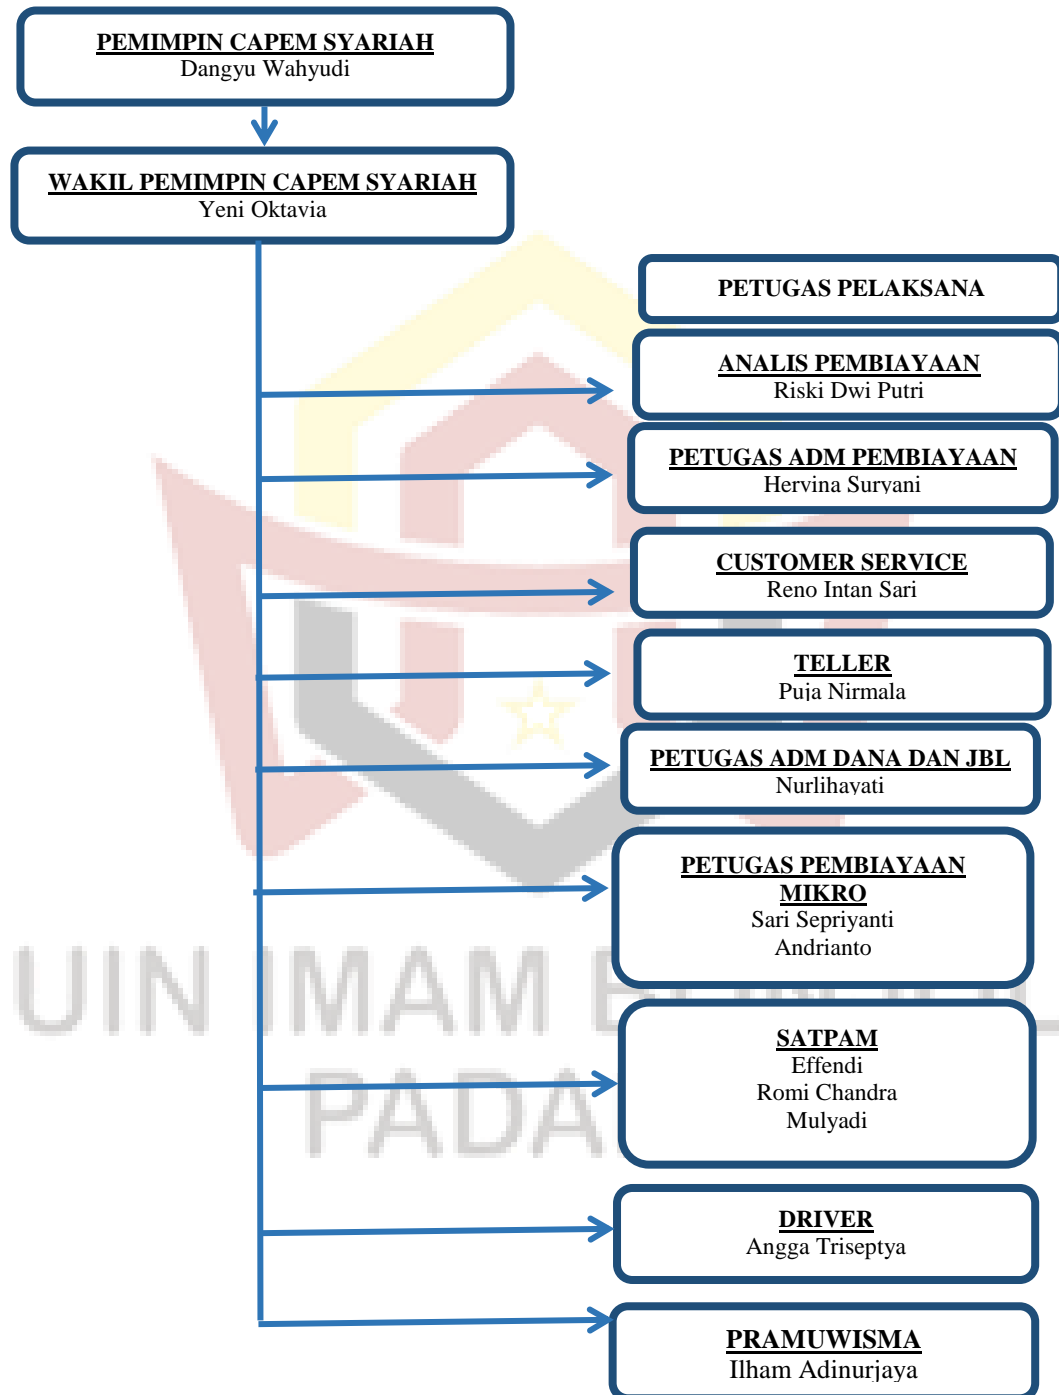 PEMIMPIN CAPEM SYARIAH
Dangyu Wahyudi
WAKIL PEMIMPIN CAPEM SYARIAH
Yeni Oktavia
PETUGAS PELAKSANA
ANALIS PEMBIAYAAN
Riski Dwi Putri
PETUGAS ADM PEMBIAYAAN
Hervina Suryani
CUSTOMER SERVICE
Reno Intan Sari
TELLER
Puja Nirmala
PETUGAS ADM DANA DAN JBL
Nurlihayati
PETUGAS PEMBIAYAAN
MIKRO
Sari Sepriyanti
Andrianto
UIN IMAM
SATPAM
Effendi
Romi Chandra
Mulyadi
DRIVER
Angga Triseptya
PRAMUWISMA
Ilham Adinurjaya